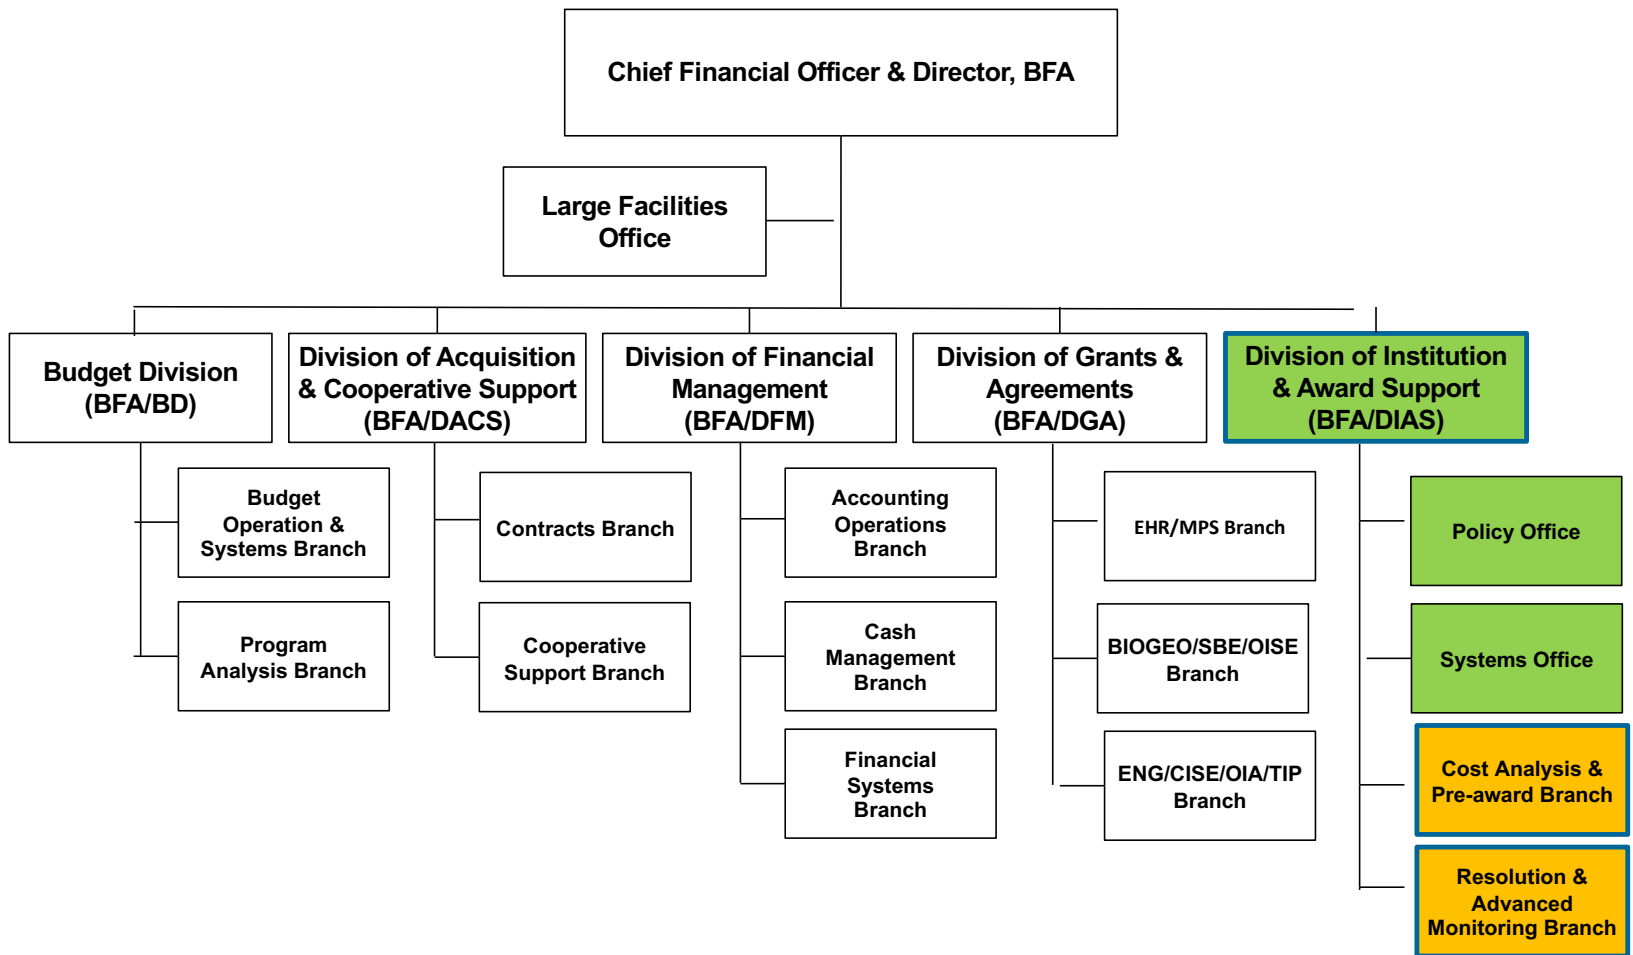 Chief Financial Officer & Director, BFA
Large Facilities
Office
Budget Division
(BFA/BD)
Division of Acquisition
& Cooperative Support
(BFA/DACS)
Division of Financial
Management
(BFA/DFM)
Division of Grants &
Agreements
(BFA/DGA)
Division of Institution
& Award Support
(BFA/DIAS)
Budget
Operation &
Systems Branch
Program
Analysis Branch
Contracts Branch
Cooperative
Support Branch
Accounting
Operations
Branch
Cash
Management
Branch
Financial
Systems
Branch
EHR/MPS Branch
BIOGEO/SBE/OISE
Branch
ENG/CISE/OIA/TIP
Branch
Policy Office
Systems Office
Cost Analysis &
Pre-award Branch
Resolution &
Advanced
Monitoring Branch